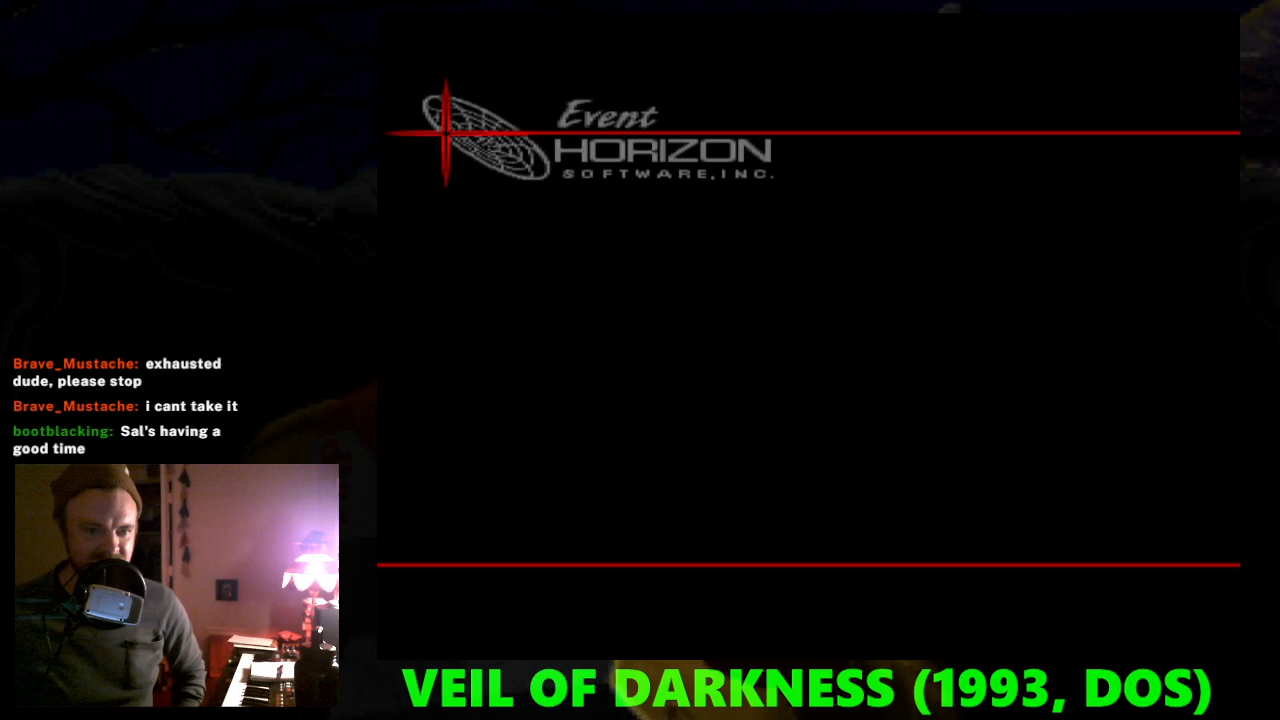 Event
HORIZON
SOFTWARE, INC.
Brave_Mustache: exhausted
dude, please stop
Brave_Mustache: i cant take it
bootblacking: Sal's having a
good time
VEIL OF DARKNESS (1993, DOS)